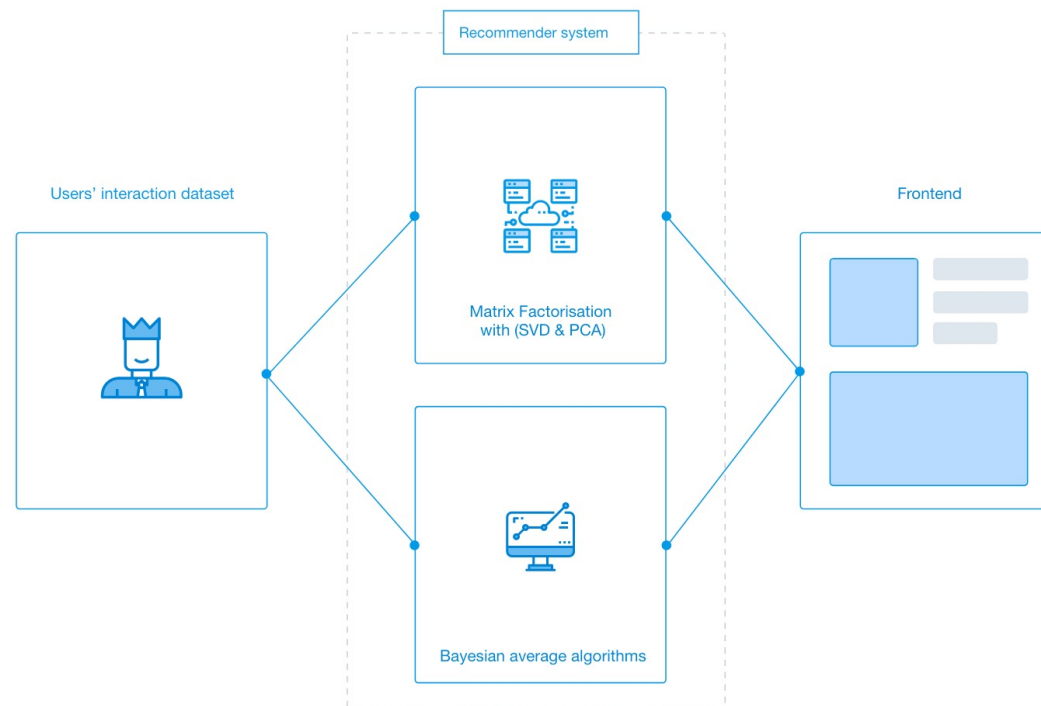 Recommender system
Users’ interaction dataset
Frontend
Matrix Factorisation
with (SVD & PCA)
Bayesian average algorithms